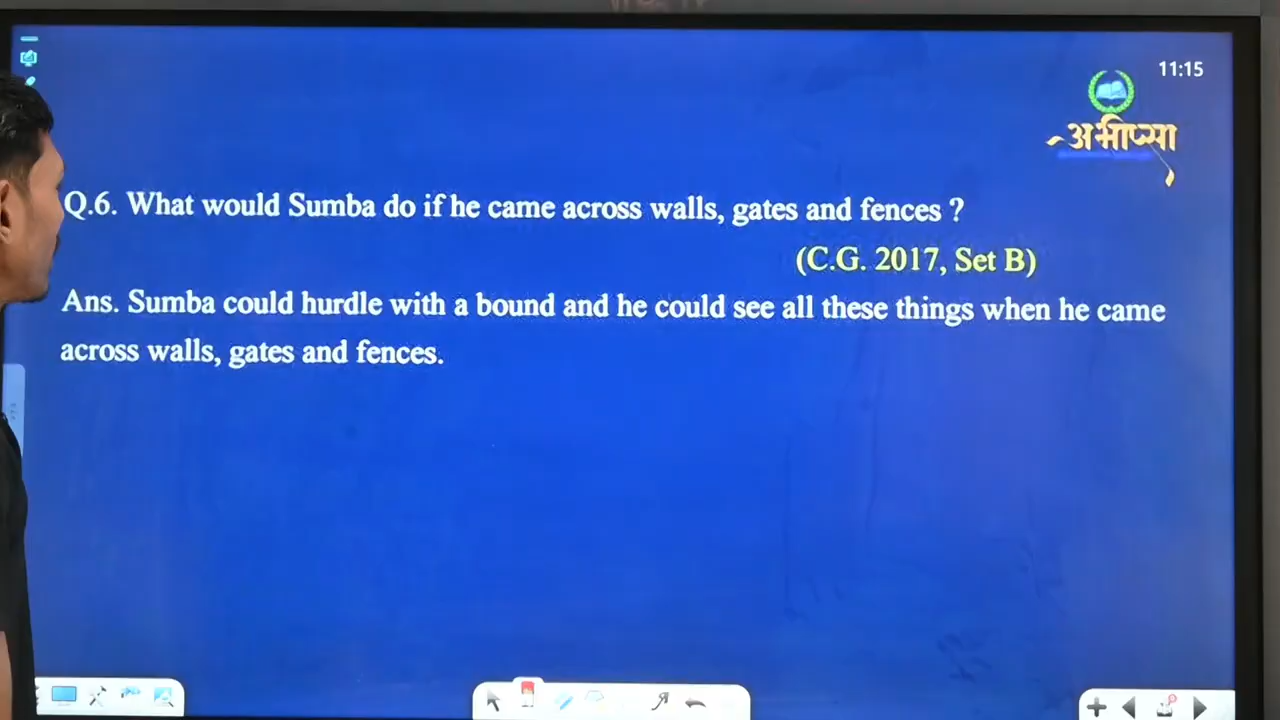 11:15
अभीप्सा
Q.6. What would Sumba do if he came across walls, gates and fences ?
(C.G. 2017, Set B)
Ans. Sumba could hurdle with a bound and he could see all these things when he came
across walls, gates and fences.